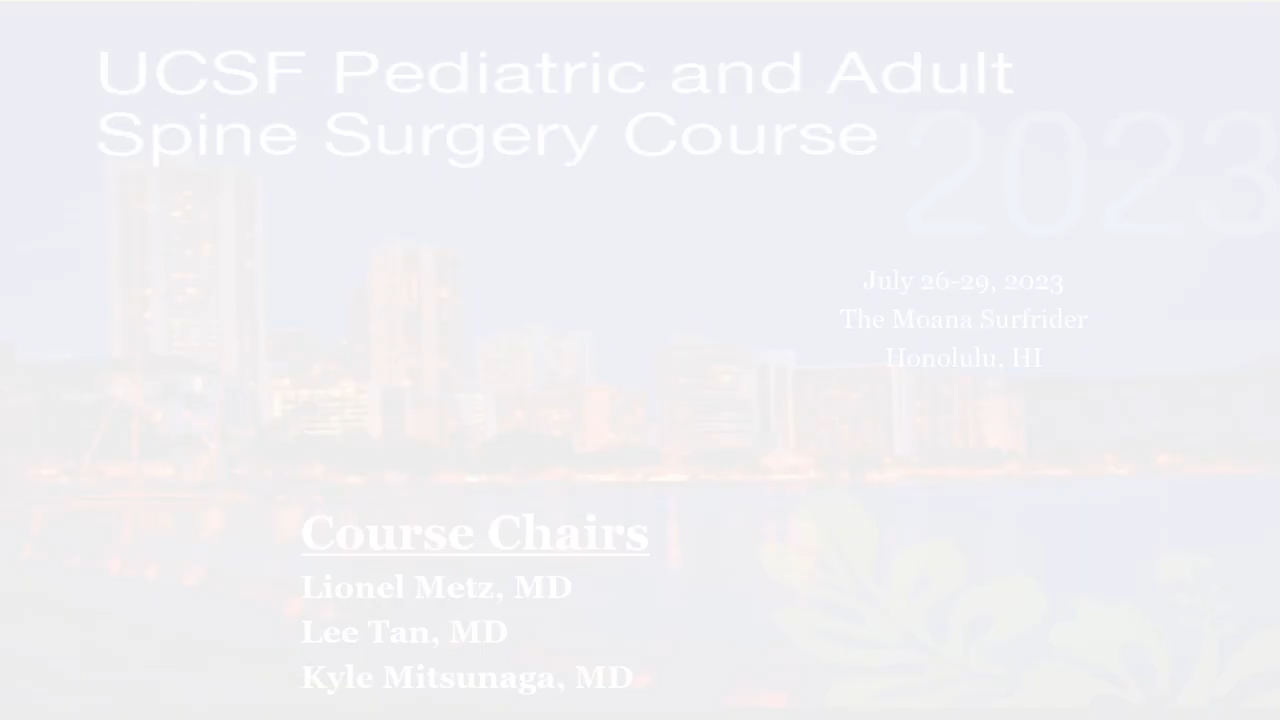 UCSF Pediatric and Adult
Spine Surgery Course
2023
July 26-29, 2023
The Moana Surfrider
Honolulu, HI
Course Chairs
Lionel Metz, MD
Lee Tan, MD
Kyle Mitsunaga, MD